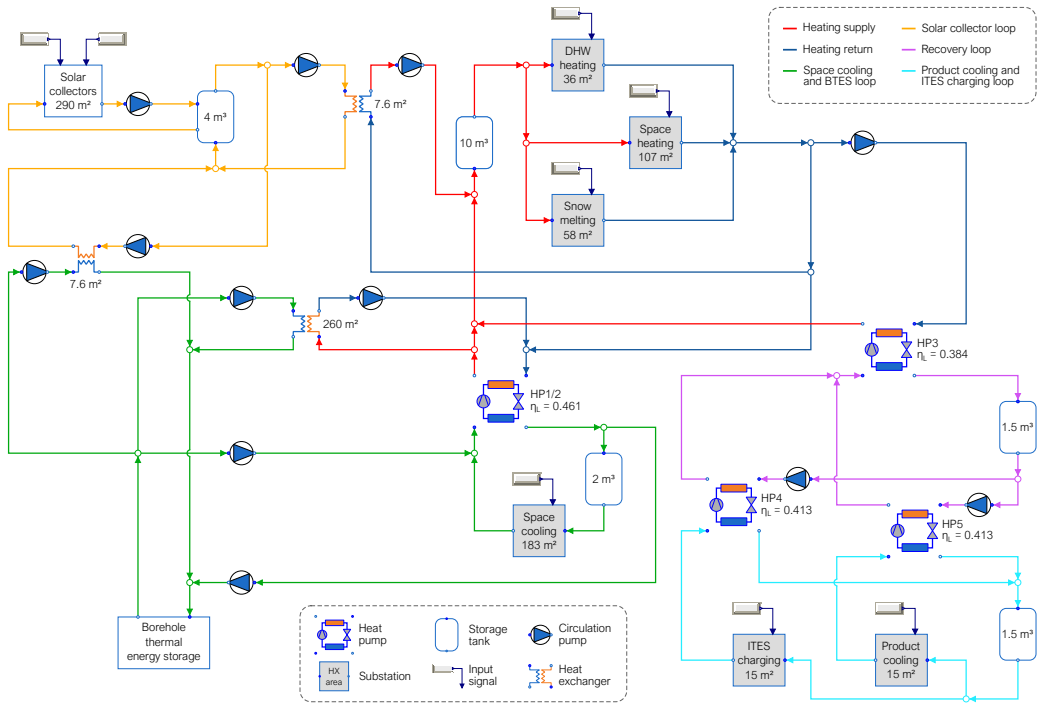 Solar
collectors
290 m²
4 m³
7.6 m²
10 m³
DHW
heating
36 m²
Space
heating
107 m²
Snow
melting
58 m²
Heating supply
Heating return
Space cooling
and BTES loop
Solar collector loop
Recovery loop
Product cooling and
ITES charging loop
7.6 m²
260 m²
HP1/2
ηL = 0.461
HP3
ηL = 0.384
1.5 m³
2 m³
Space
cooling
183 m²
HP4
ηL = 0.413
HP5
ηL = 0.413
Borehole
thermal
energy storage
Heat
pump
Storage
tank
Circulation
pump
HX
area
Substation
Input
signal
Heat
exchanger
ITES
charging
15 m²
Product
cooling
15 m²
1.5 m³